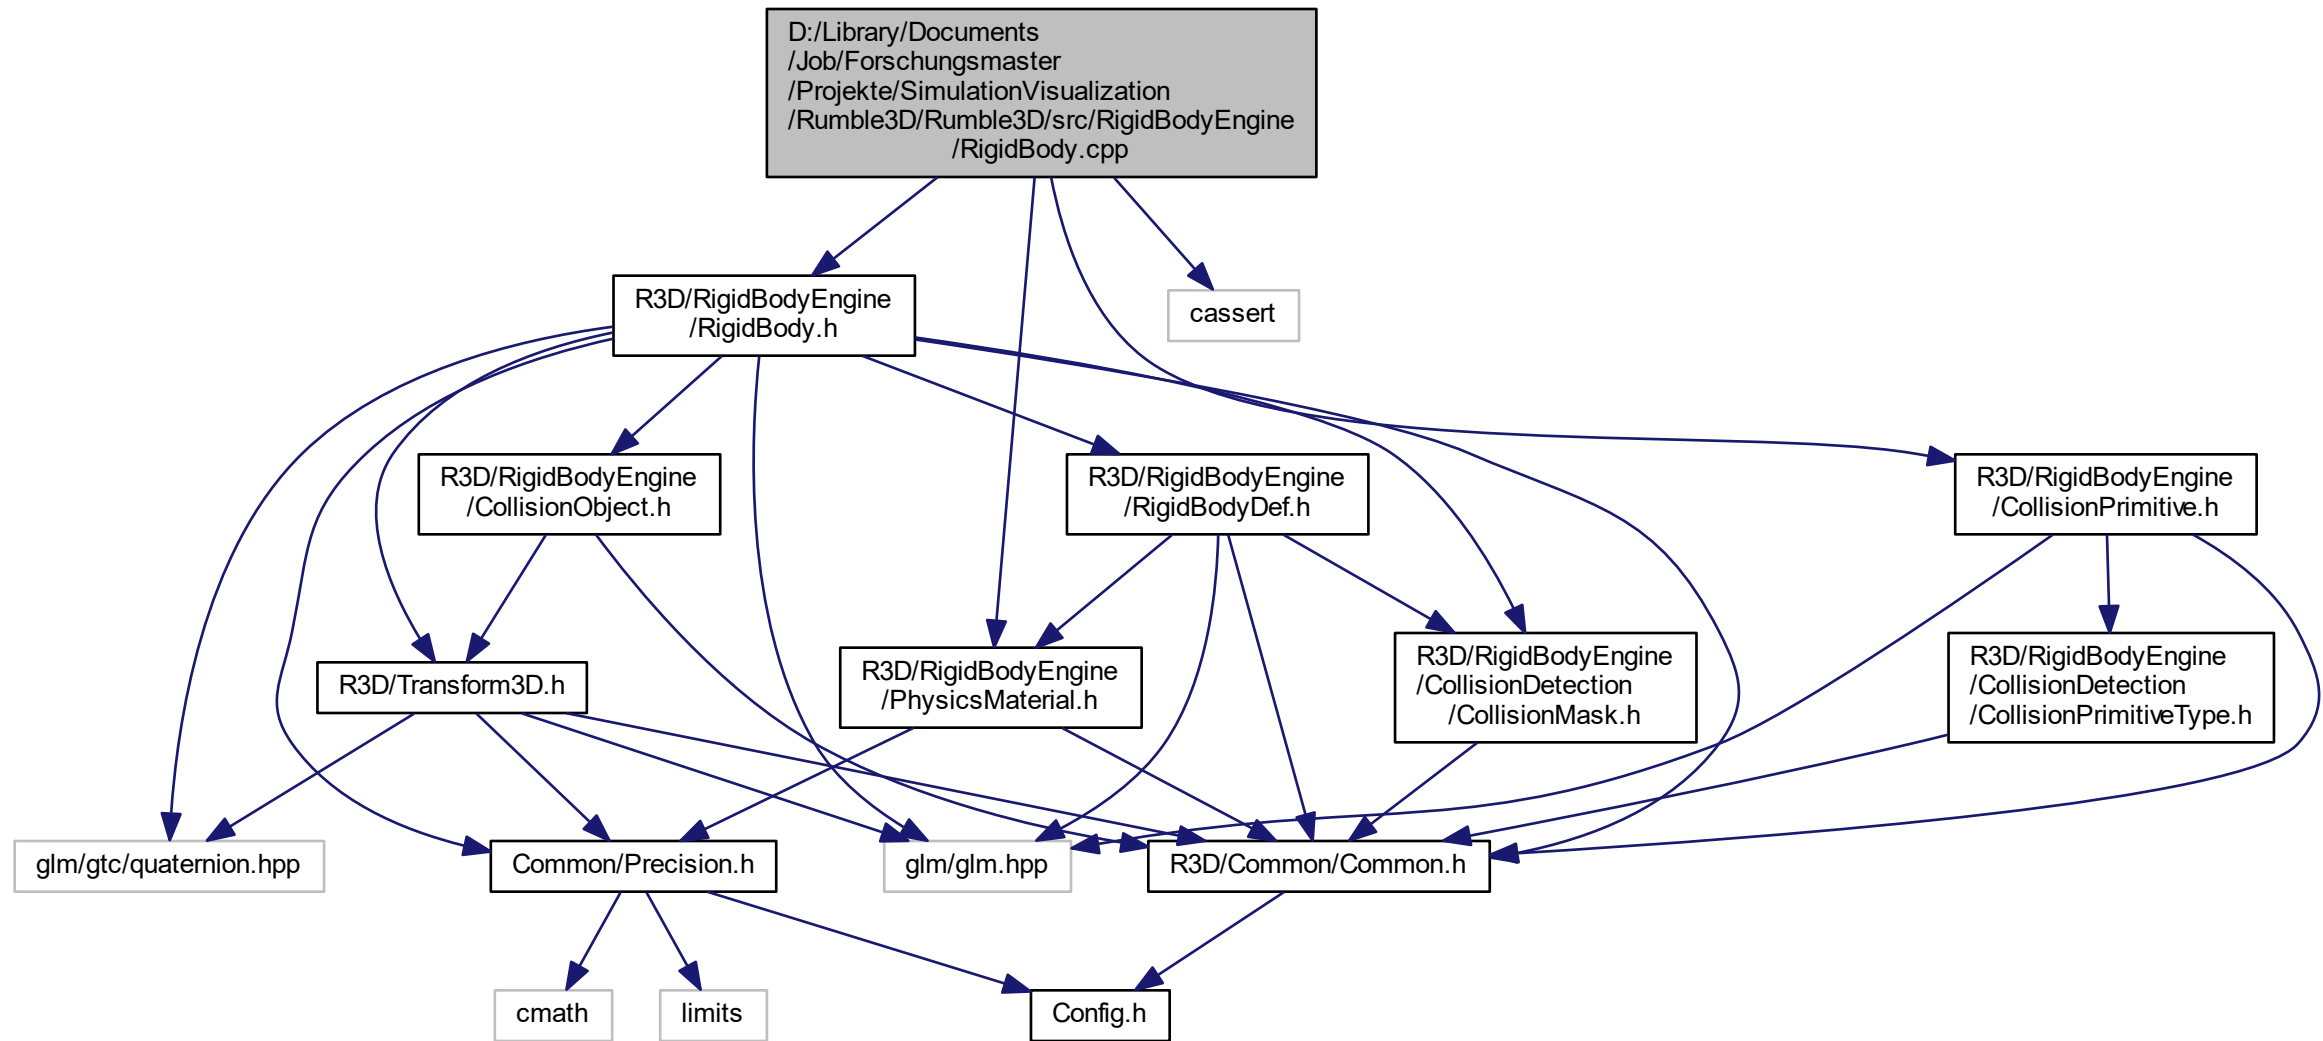 D:/Library/Documents
/Job/Forschungsmaster
/Projekte/SimulationVisualization
/Rumble3D/Rumble3D/src/RigidBodyEngine
/RigidBody.cpp
R3D/RigidBodyEngine
/RigidBody.h
cassert
R3D/RigidBodyEngine
/CollisionObject.h
R3D/RigidBodyEngine
/RigidBodyDef.h
R3D/RigidBodyEngine
/CollisionPrimitive.h
R3D/Transform3D.h
R3D/RigidBodyEngine
/PhysicsMaterial.h
R3D/RigidBodyEngine
/CollisionDetection
/CollisionMask.h
R3D/RigidBodyEngine
/CollisionDetection
/CollisionPrimitiveType.h
glm/gtc/quaternion.hpp
Common/Precision.h
glm/glm.hpp
R3D/Common/Common.h
cmath
limits
Config.h